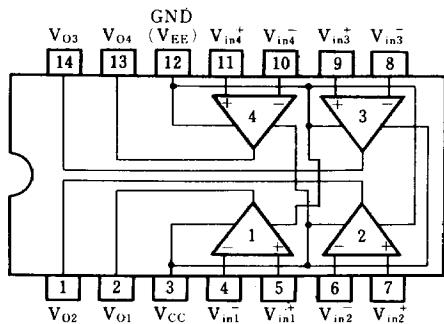 GND
V_O3 V_O4 (V_EE) V_in4^+ V_in4^- V_in3^+ V_in3^-
14 13 12 11 10 9 8
+ − + −
4 3
1 2
− + − +
1 2 3 4 5 6 7
V_O2 V_O1 V_CC V_in1^- V_in1^+ V_in2^- V_in2^+